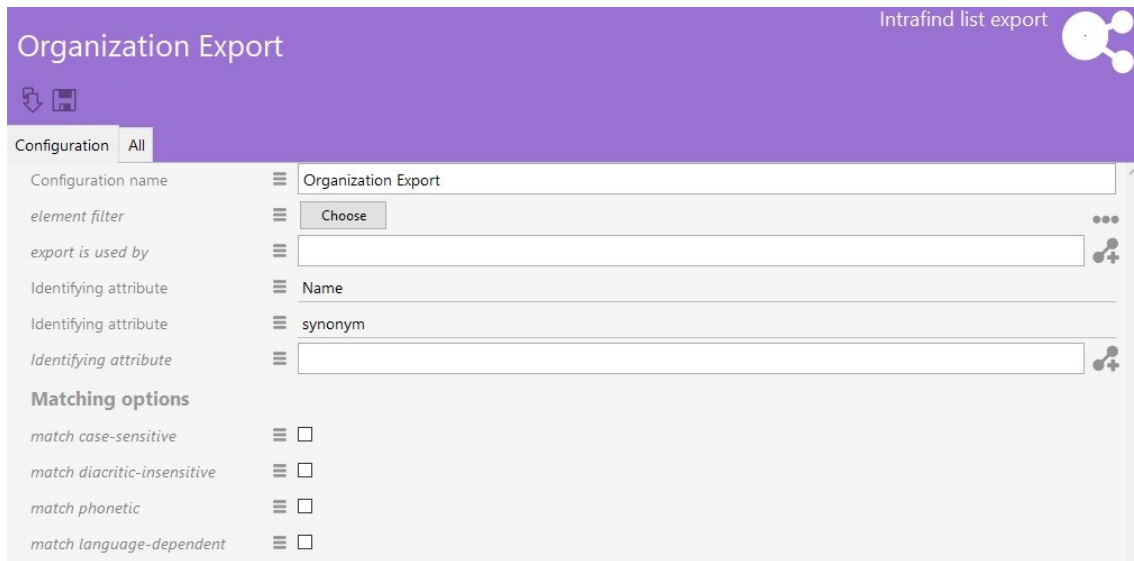 Intrafind list export
Organization Export
Configuration All
Configuration name Organization Export
element filter Choose
export is used by
Identifying attribute Name
Identifying attribute synonym
Identifying attribute
Matching options
match case-sensitive
match diacritic-insensitive
match phonetic
match language-dependent